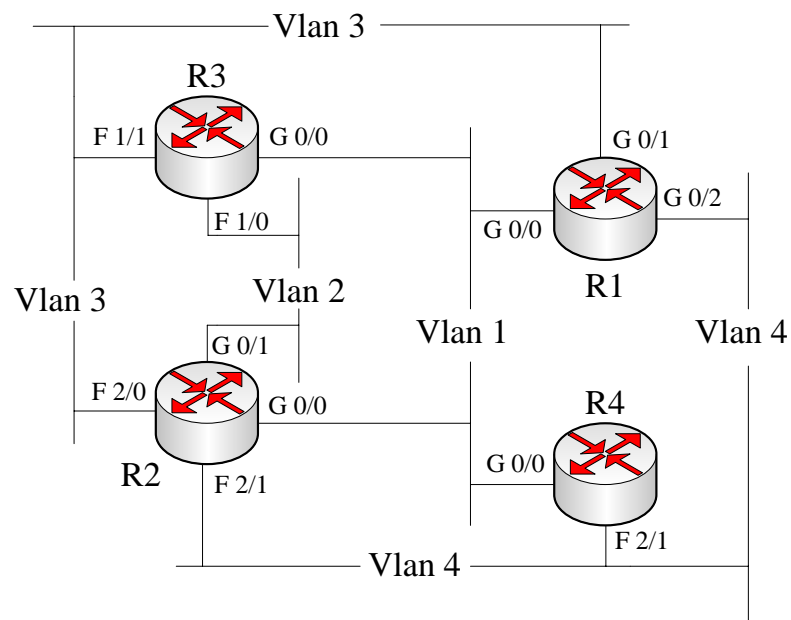 Vlan 3
R3
F 1/1
G 0/0
G 0/1
G 0/2
F 1/0
G 0/0
R1
Vlan 3
Vlan 2
Vlan 1
Vlan 4
G 0/1
F 2/0
G 0/0
R4
R2
G 0/0
F 2/1
F 2/1
Vlan 4